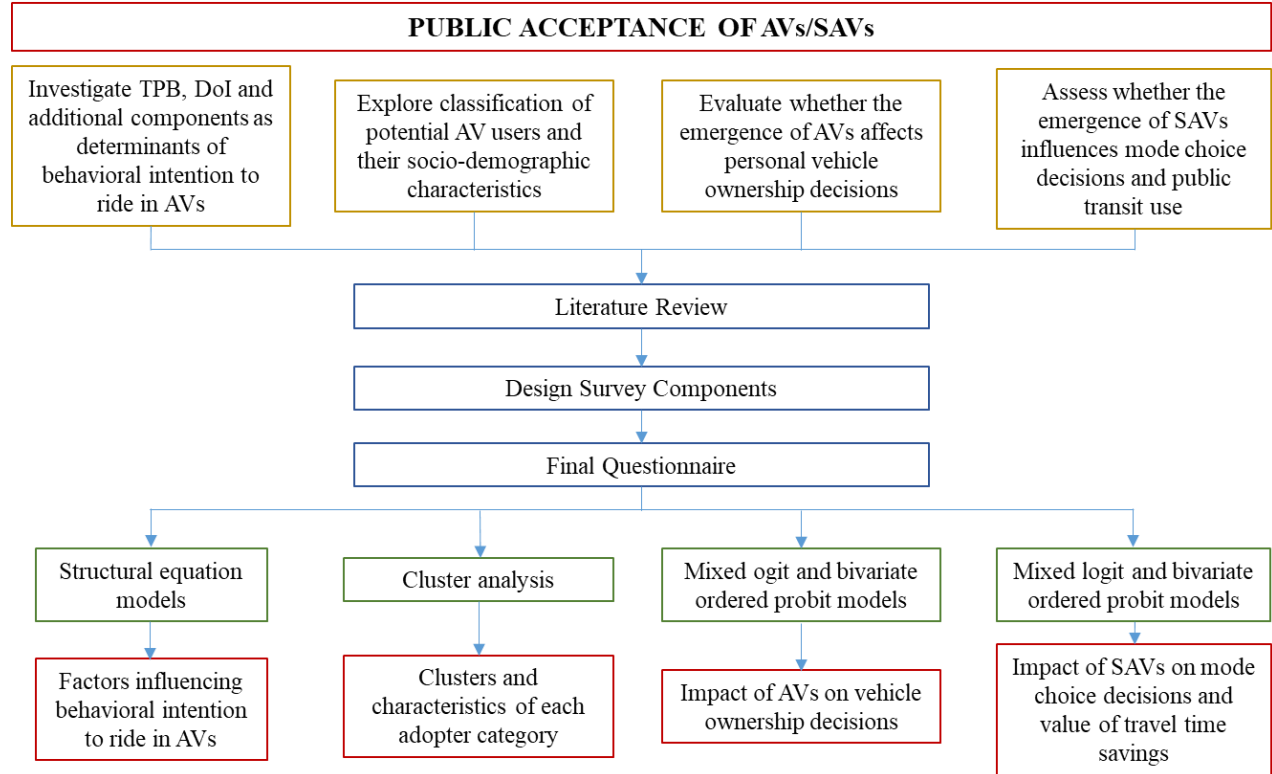 PUBLIC ACCEPTANCE OF AVs/SAVs
Investigate TPB, DoI and
additional components as
determinants of
behavioral intention to
ride in AVs
Explore classification of
potential AV users and
their socio-demographic
characteristics
Evaluate whether the
emergence of AVs affects
personal vehicle
ownership decisions
Assess whether the
emergence of SAVs
influences mode choice
decisions and public
transit use
Literature Review
Design Survey Components
Final Questionnaire
Structural equation
models
Cluster analysis
Mixed ogit and bivariate
ordered probit models
Mixed logit and bivariate
ordered probit models
Factors influencing
behavioral intention
to ride in AVs
Clusters and
characteristics of each
adopter category
Impact of AVs on vehicle
ownership decisions
Impact of SAVs on mode
choice decisions and
value of travel time
savings